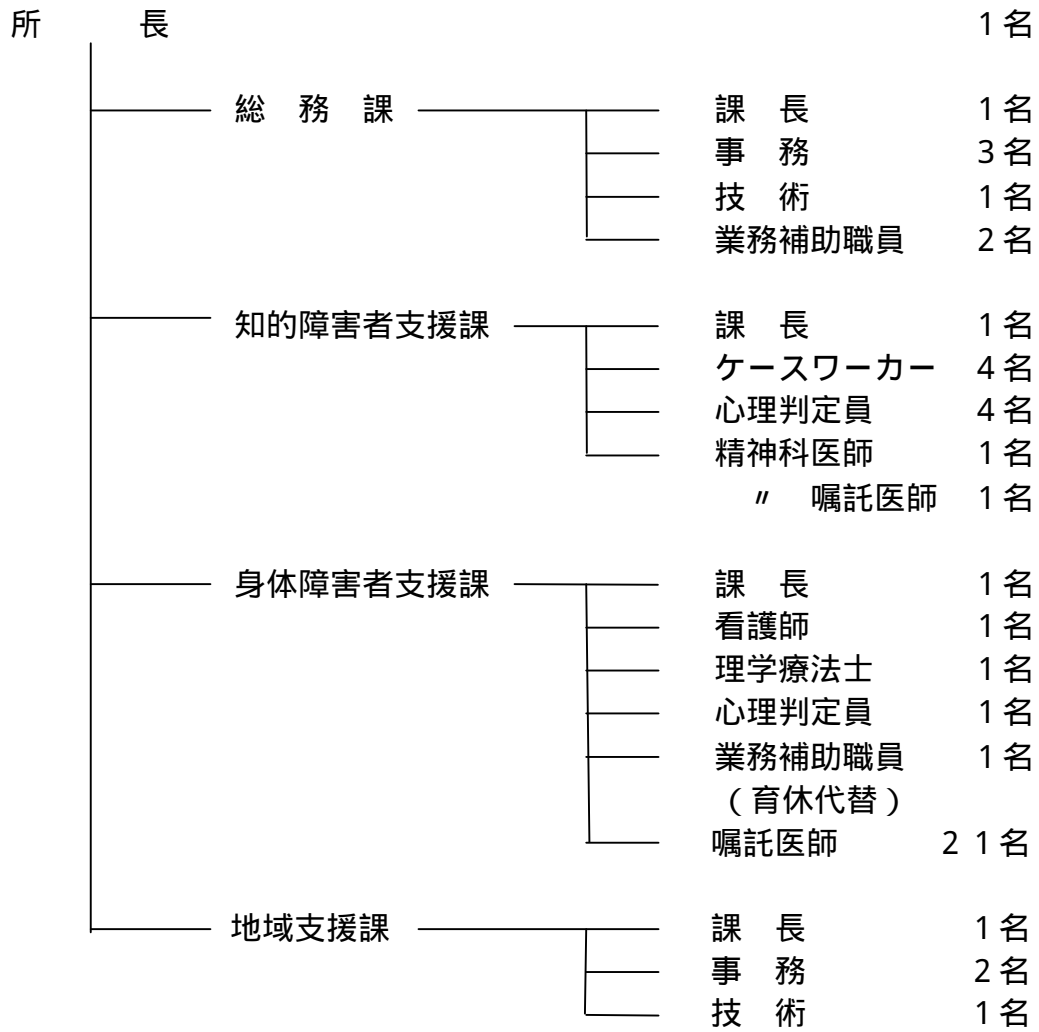 所　　　長　1名
総　務　課　課　長　1名
事　務　3名
技　術　1名
業務補助職員　2名
知的障害者支援課　課　長　1名
ケースワーカー　4名
心理判定員　4名
精神科医師　1名
〃　嘱託医師　1名
身体障害者支援課　課　長　1名
看護師　1名
理学療法士　1名
心理判定員　1名
業務補助職員　1名
（育休代替）
嘱託医師　21名
地域支援課　課　長　1名
事　務　2名
技　術　1名